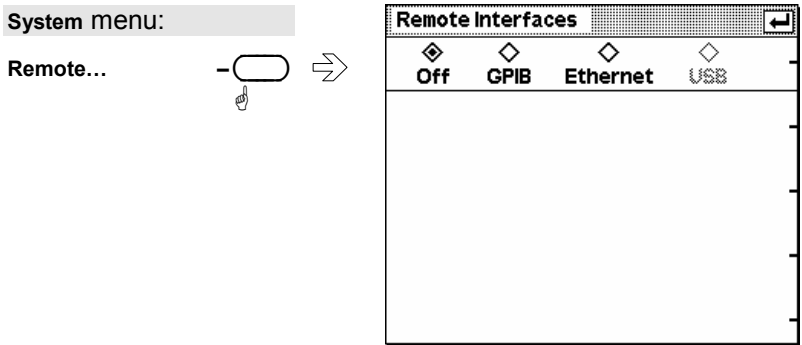 System menu:
Remote…
Remote Interfaces
Off GPIB Ethernet USB